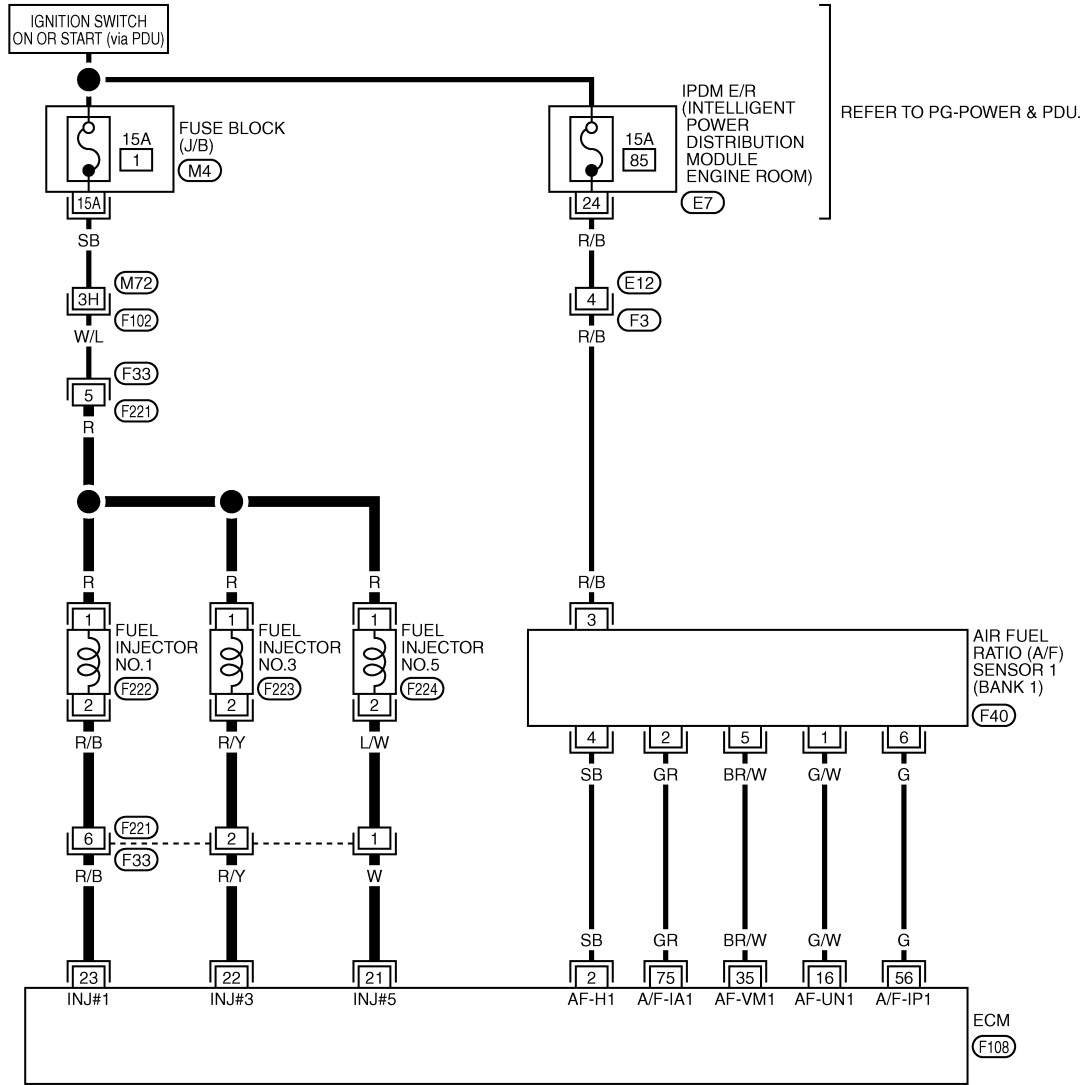 IGNITION SWITCH
ON OR START (via PDU)
15A
1
FUSE BLOCK
(J/B)
M4
15A
85
IPDM E/R
(INTELLIGENT
POWER
DISTRIBUTION
MODULE
ENGINE ROOM)
E7
REFER TO PG-POWER & PDU.
15A
24
SB
R/B
3H
M72
F102
4
E12
F3
W/L
R/B
5
F33
F221
R
R
R
R
R/B
1
1
1
3
FUEL
INJECTOR
NO.1
F222
FUEL
INJECTOR
NO.3
F223
FUEL
INJECTOR
NO.5
F224
AIR FUEL
RATIO (A/F)
SENSOR 1
(BANK 1)
F40
2
2
2
4
2
5
1
6
R/B
R/Y
L/W
SB
GR
BR/W
G/W
G
6
F221
F33
2
1
R/B
R/Y
W
SB
GR
BR/W
G/W
G
23
22
21
2
75
35
16
56
INJ#1
INJ#3
INJ#5
AF-H1
A/F-IA1
AF-VM1
AF-UN1
A/F-IP1
ECM
F108